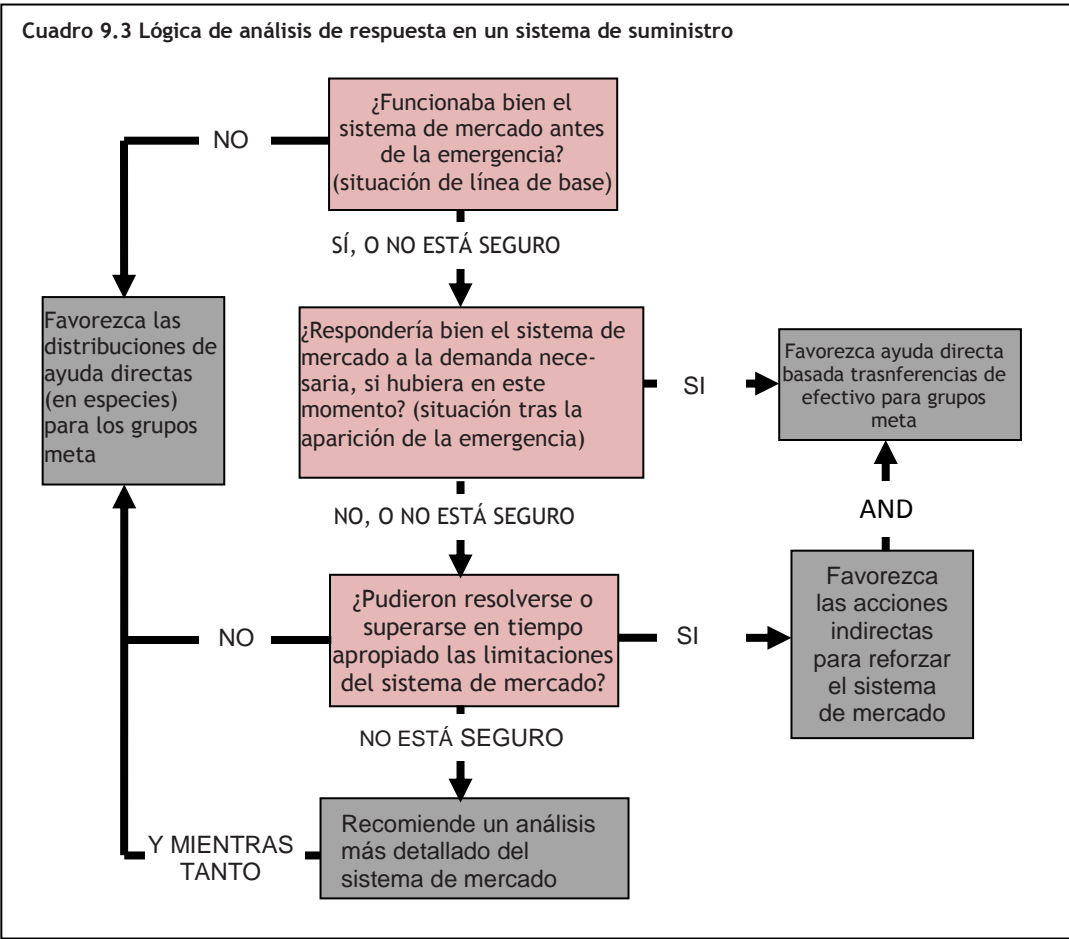 Cuadro 9.3 Lógica de análisis de respuesta en un sistema de suministro
¿Funcionaba bien el
sistema de mercado antes
de la emergencia?
(situación de línea de base)
NO
SÍ, O NO ESTÁ SEGURO
Favorezca las
distribuciones de
ayuda directas
(en especies)
para los grupos
meta
¿Respondería bien el sistema de
mercado a la demanda nece-
saria, si hubiera en este
momento? (situación tras la
aparición de la emergencia)
SI
Favorezca ayuda directa
basada trasnferencias de
efectivo para grupos
meta
NO, O NO ESTÁ SEGURO
AND
¿Pudieron resolverse o
superarse en tiempo
apropiado las limitaciones
del sistema de mercado?
NO
SI
Favorezca
las acciones
indirectas
para reforzar
el sistema
de mercado
NO ESTÁ SEGURO
Y MIENTRAS
TANTO
Recomiende un análisis
más detallado del
sistema de mercado